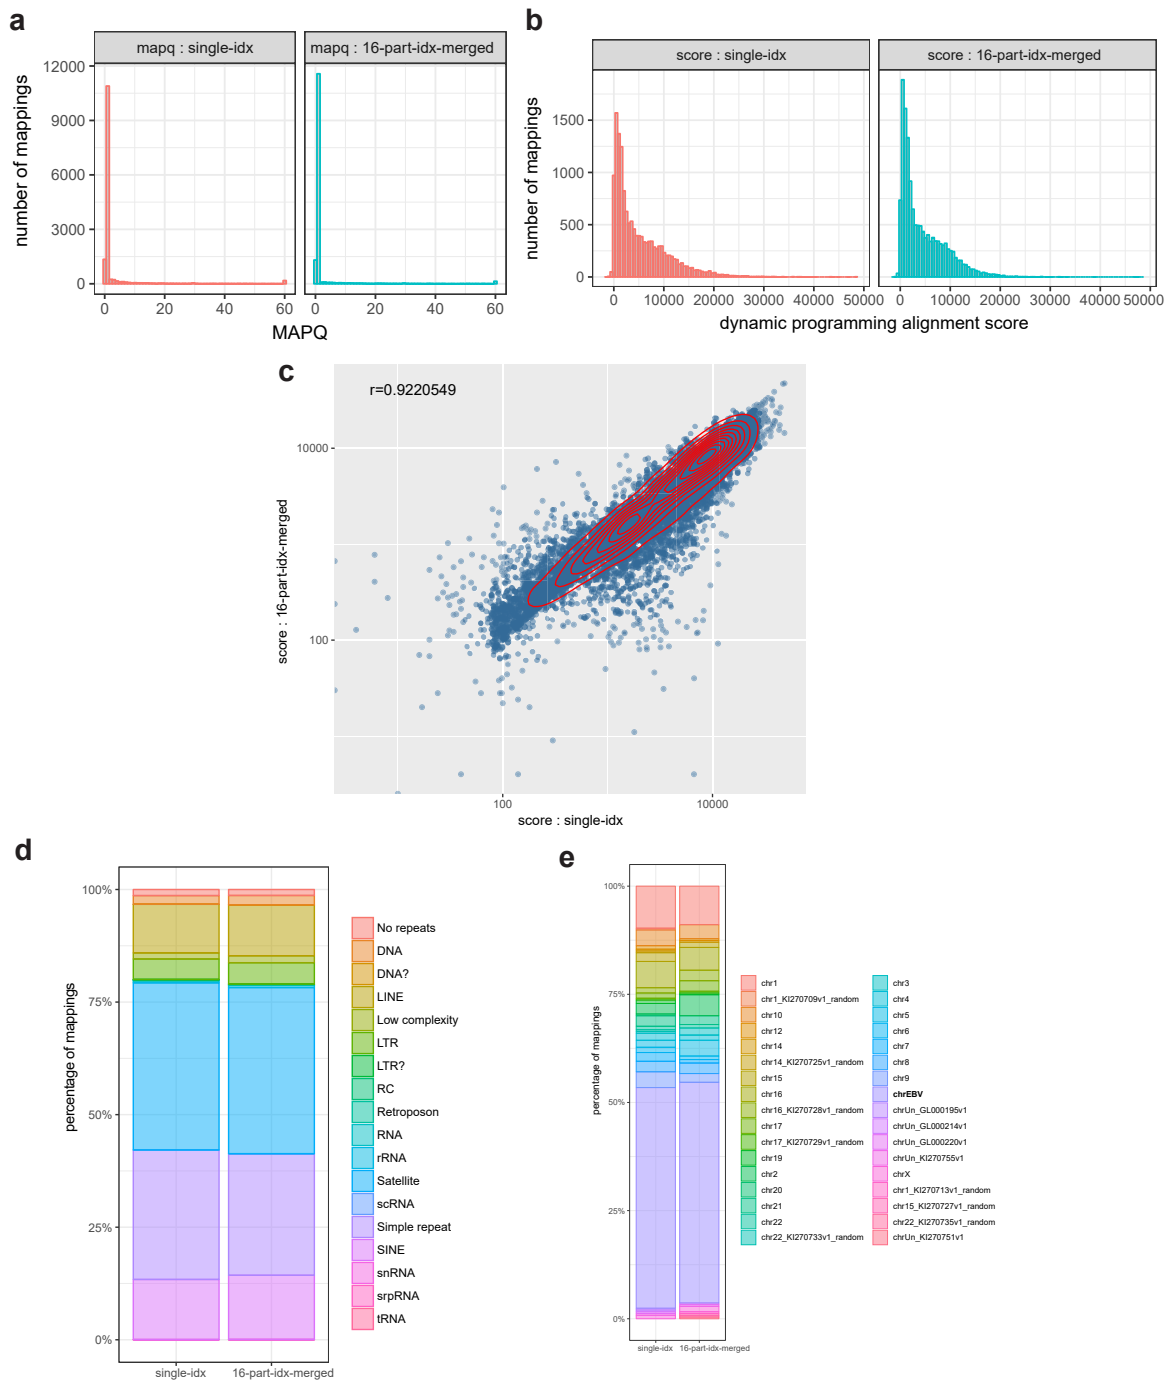 a
mapq : single-idx
mapq : 16-part-idx-merged
number of mappings
12000
9000
6000
3000
0
0 20 40 60
0 20 40 60
MAPQ
b
score : single-idx
score : 16-part-idx-merged
number of mappings
1500
1000
500
0
0 10000 20000 30000 40000 50000
0 10000 20000 30000 40000 50000
dynamic programming alignment score
c
r=0.9220549
score : 16-part-idx-merged
10000
100
100 10000
score : single-idx
d
percentage of mappings
100%
75%
50%
25%
0%
single-idx 16-part-idx-merged
No repeats
DNA
DNA?
LINE
Low complexity
LTR
LTR?
RC
Retroposon
RNA
rRNA
Satellite
scRNA
Simple repeat
SINE
snRNA
srpRNA
tRNA
e
percentage of mappings
100%
75%
50%
25%
0%
single-idx 16-part-idx-merged
chr1
chr1_KI270709v1_random
chr10
chr12
chr14
chr14_KI270725v1_random
chr15
chr16
chr16_KI270728v1_random
chr17
chr17_KI270729v1_random
chr19
chr2
chr20
chr21
chr22
chr22_KI270733v1_random
chr3
chr4
chr5
chr6
chr7
chr8
chr9
chrEBV
chrUn_GL000195v1
chrUn_GL000214v1
chrUn_GL000220v1
chrUn_KI270755v1
chrX
chr1_KI270713v1_random
chr15_KI270727v1_random
chr22_KI270735v1_random
chrUn_KI270751v1